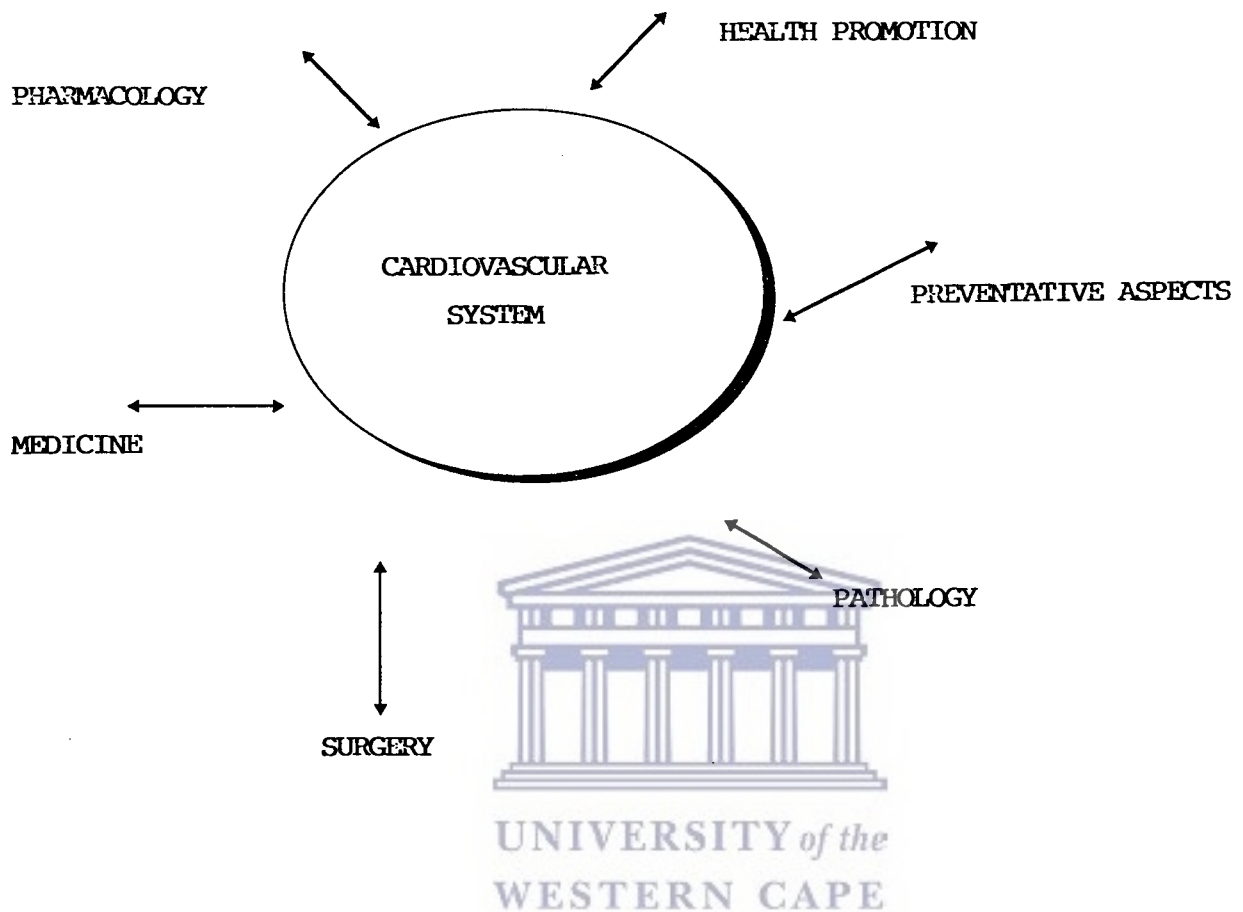 HEALTH PROMOTION
PHARMACOLOGY
CARDIOVASCULAR
SYSTEM
PREVENTATIVE ASPECTS
MEDICINE
PATHOLOGY
SURGERY
UNIVERSITY of the
WESTERN CAPE